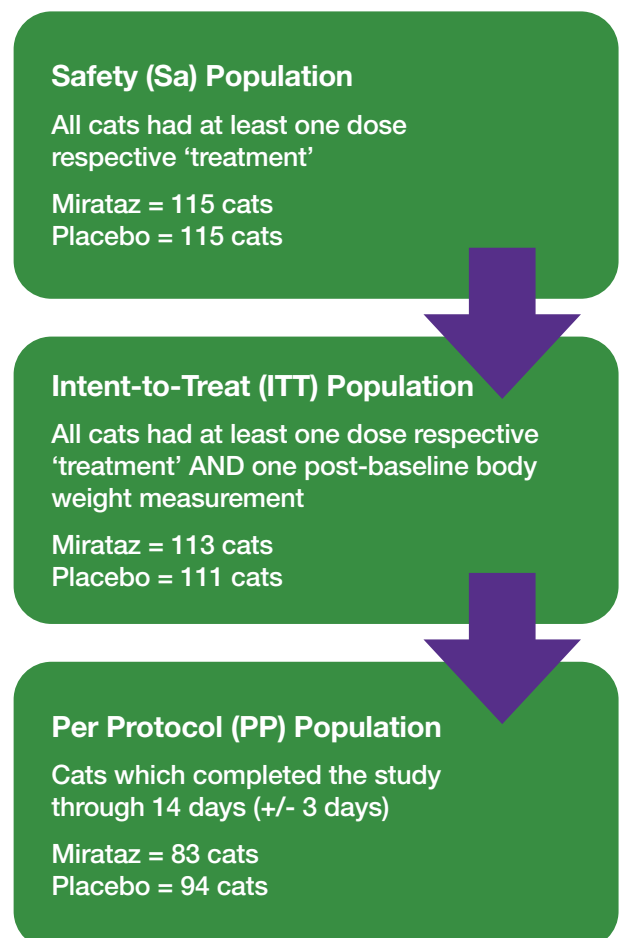 Safety (Sa) Population
All cats had at least one dose
respective ‘treatment’
Mirataz = 115 cats
Placebo = 115 cats
Intent-to-Treat (ITT) Population
All cats had at least one dose respective
‘treatment’ AND one post-baseline body
weight measurement
Mirataz = 113 cats
Placebo = 111 cats
Per Protocol (PP) Population
Cats which completed the study
through 14 days (+/- 3 days)
Mirataz = 83 cats
Placebo = 94 cats